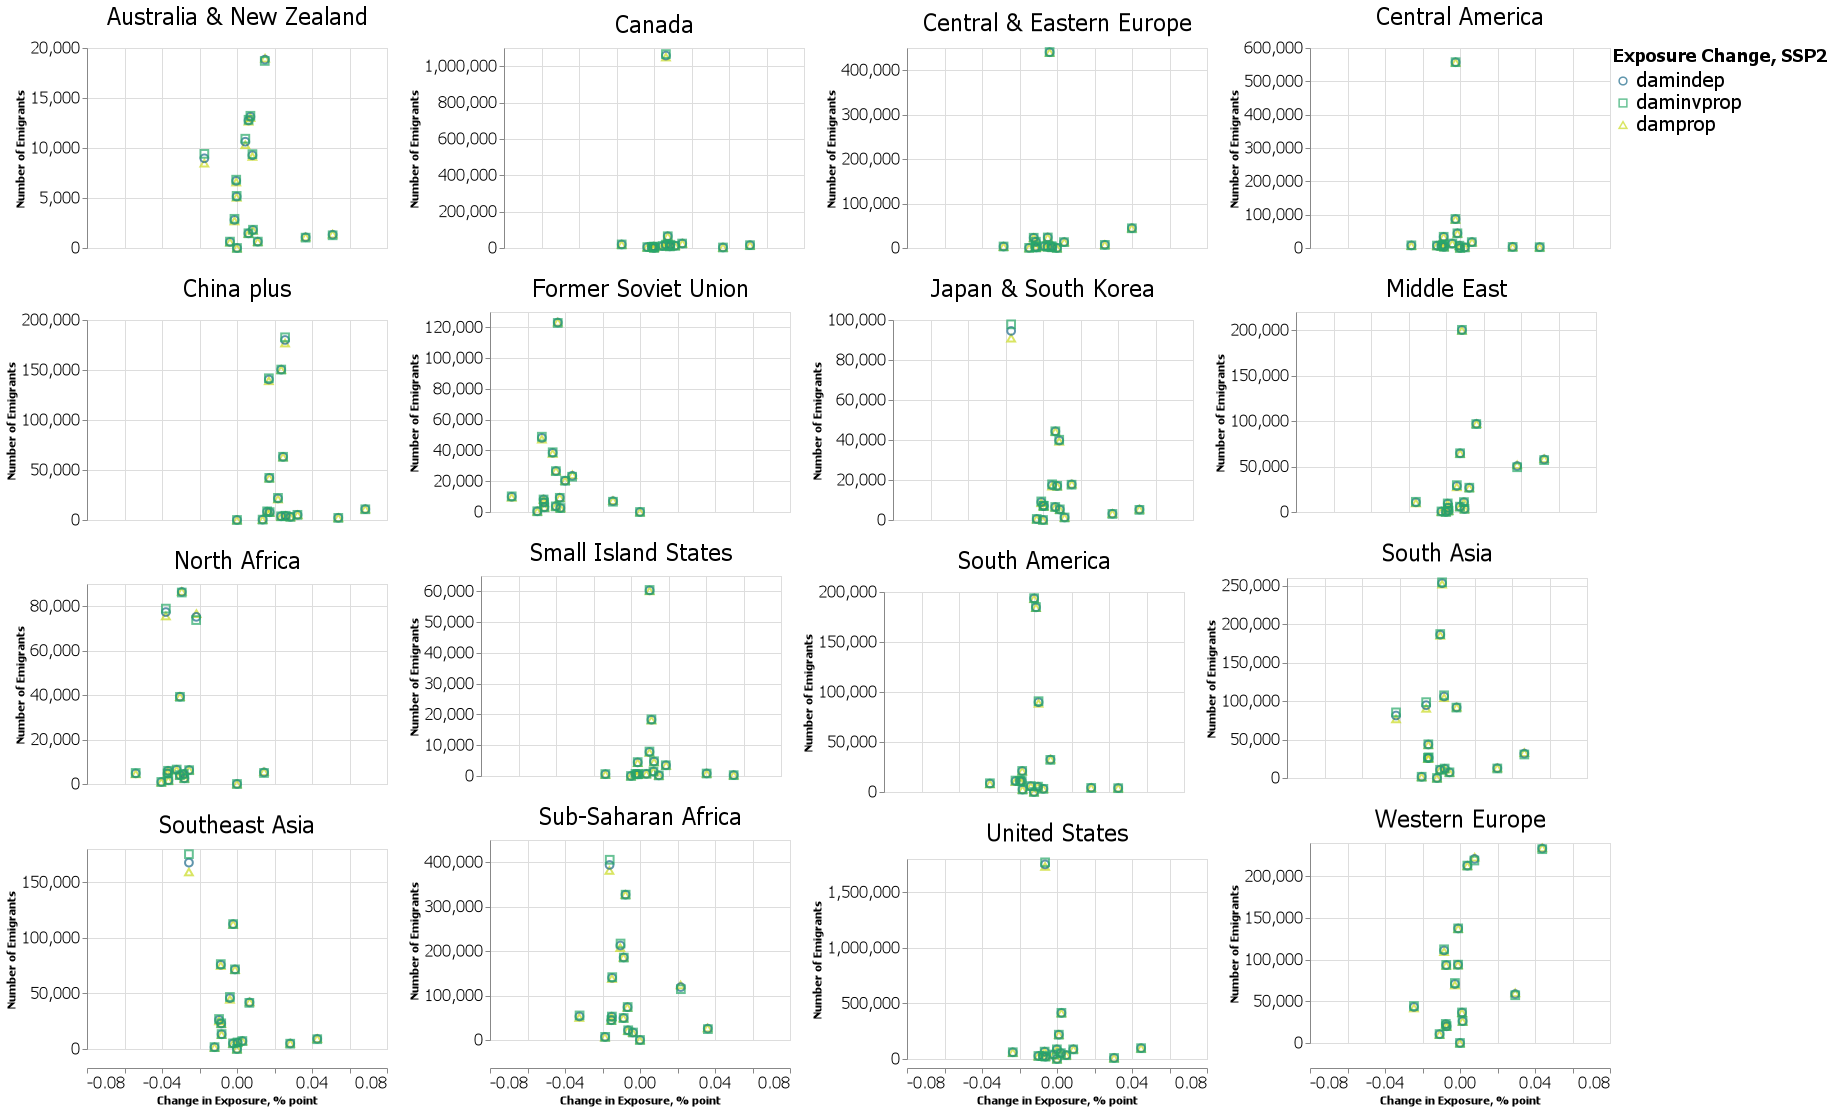 Australia & New Zealand
Number of Emigrants
20,000
15,000
10,000
5,000
0
Canada
Number of Emigrants
1,000,000
800,000
600,000
400,000
200,000
0
Central & Eastern Europe
Number of Emigrants
400,000
300,000
200,000
100,000
0
Central America
Number of Emigrants
600,000
500,000
400,000
300,000
200,000
100,000
0
Exposure Change, SSP2
damindep
daminvprop
damprop
China plus
Number of Emigrants
200,000
150,000
100,000
50,000
0
Former Soviet Union
Number of Emigrants
120,000
100,000
80,000
60,000
40,000
20,000
0
Japan & South Korea
Number of Emigrants
100,000
80,000
60,000
40,000
20,000
0
Middle East
Number of Emigrants
200,000
150,000
100,000
50,000
0
North Africa
Number of Emigrants
80,000
60,000
40,000
20,000
0
Small Island States
Number of Emigrants
60,000
50,000
40,000
30,000
20,000
10,000
0
South America
Number of Emigrants
200,000
150,000
100,000
50,000
0
South Asia
Number of Emigrants
250,000
200,000
150,000
100,000
50,000
0
Southeast Asia
Number of Emigrants
150,000
100,000
50,000
0
-0.08 -0.04 0.00 0.04 0.08
Change in Exposure, % point
Sub-Saharan Africa
Number of Emigrants
400,000
300,000
200,000
100,000
0
-0.08 -0.04 0.00 0.04 0.08
Change in Exposure, % point
United States
Number of Emigrants
1,500,000
1,000,000
500,000
0
-0.08 -0.04 0.00 0.04 0.08
Change in Exposure, % point
Western Europe
Number of Emigrants
200,000
150,000
100,000
50,000
0
-0.08 -0.04 0.00 0.04 0.08
Change in Exposure, % point